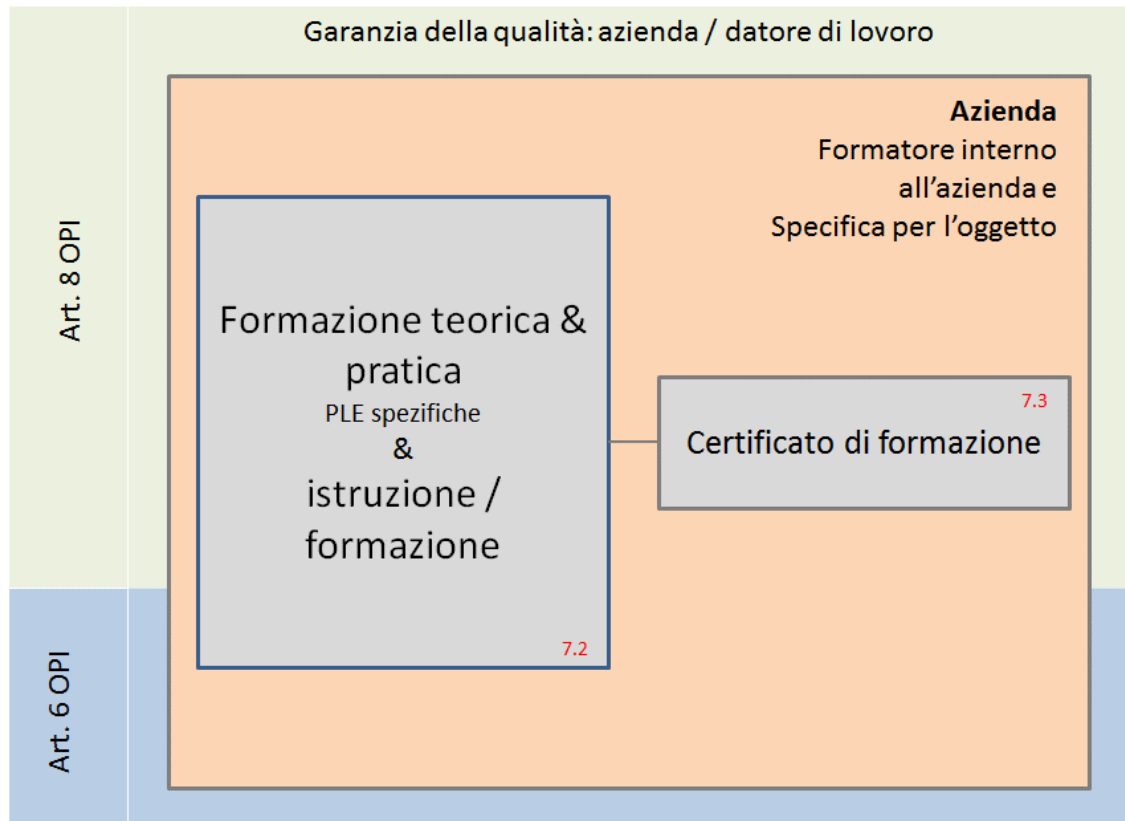 Garanzia della qualità: azienda / datore di lovoro
Art. 8 OPI
Azienda
Formatore interno
all'azienda e
Specifica per l'oggetto
Formazione teorica &
pratica
PLE spezifiche
&
istruzione /
formazione
7.2
7.3
Certificato di formazione
Art. 6 OPI